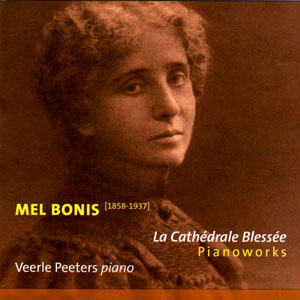 MEL BONIS [1858-1937]
La Cathédrale Blessée
Pianoworks
Veerle Peeters piano